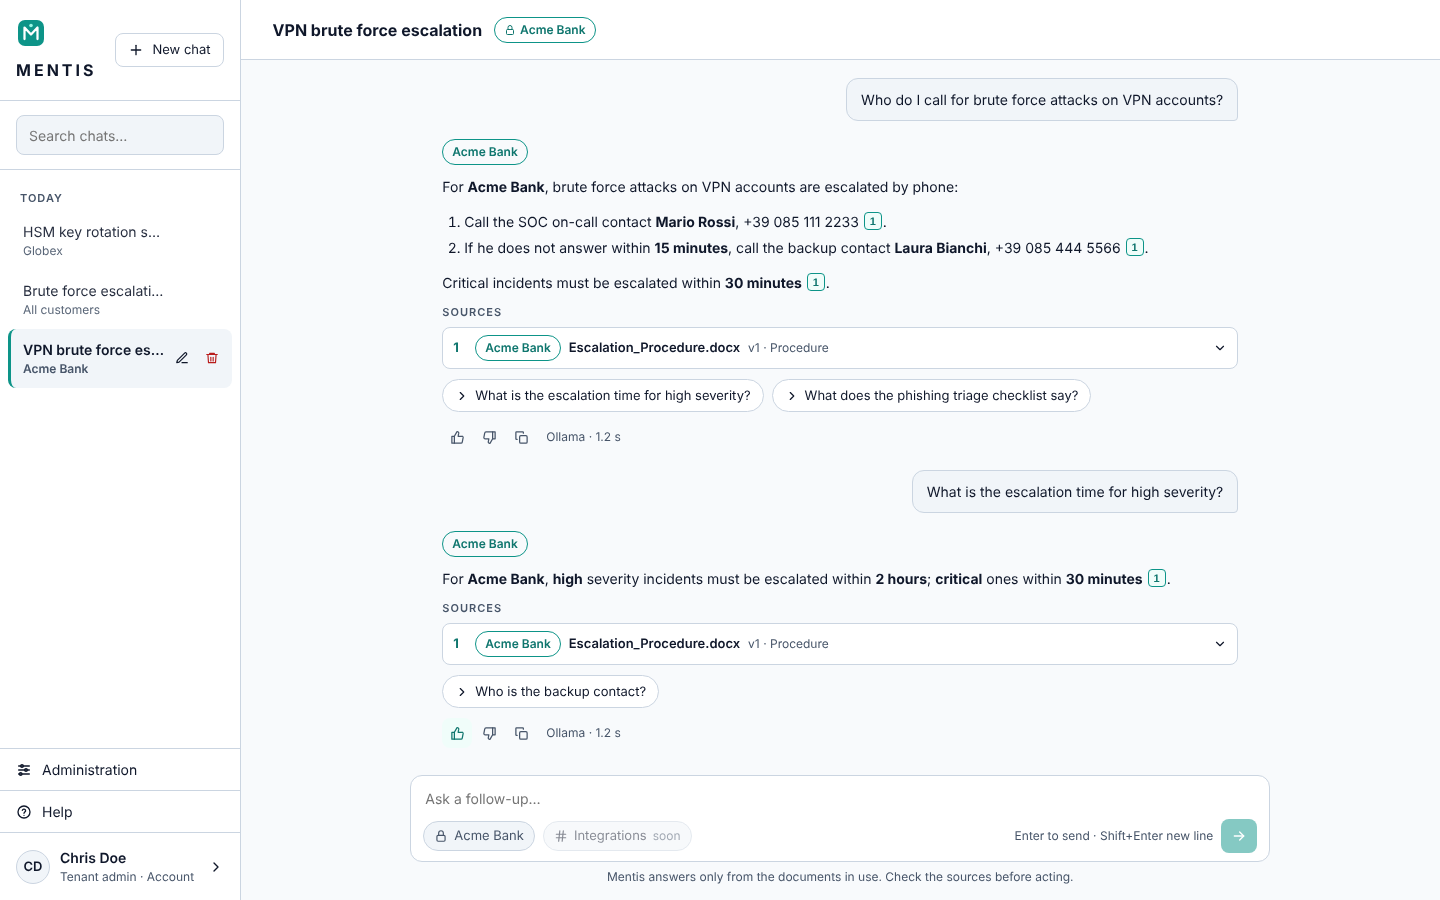 MENTIS
New chat
Search chats...
TODAY
HSM key rotation s...
Globex
Brute force escalati...
All customers
VPN brute force es...
Acme Bank
Administration
Help
CD
Chris Doe
Tenant admin · Account
VPN brute force escalation
Acme Bank
Who do I call for brute force attacks on VPN accounts?
Acme Bank
For Acme Bank, brute force attacks on VPN accounts are escalated by phone:
1. Call the SOC on-call contact Mario Rossi, +39 085 111 2233 1.
2. If he does not answer within 15 minutes, call the backup contact Laura Bianchi, +39 085 444 5566 1.
Critical incidents must be escalated within 30 minutes 1.
SOURCES
1 Acme Bank Escalation_Procedure.docx v1 · Procedure
What is the escalation time for high severity?
What does the phishing triage checklist say?
Ollama · 1.2 s
What is the escalation time for high severity?
Acme Bank
For Acme Bank, high severity incidents must be escalated within 2 hours; critical ones within 30 minutes 1.
SOURCES
1 Acme Bank Escalation_Procedure.docx v1 · Procedure
Who is the backup contact?
Ollama · 1.2 s
Ask a follow-up...
Acme Bank
Integrations soon
Enter to send · Shift+Enter new line
Mentis answers only from the documents in use. Check the sources before acting.